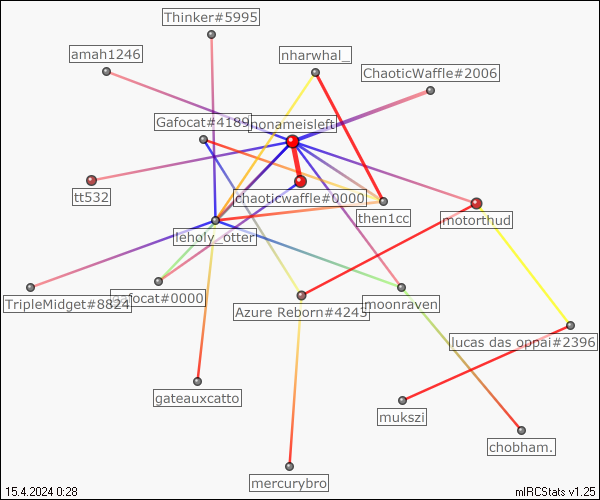 Thinker#5995
amah1246
nharwhal_
ChaoticWaffle#2006
Gafocat#4189
nonameisleft
tt532
chaoticwaffle#0000
then1cc
motorthud
leholy_otter
TripleMidget#8824
gafocat#0000
Azure Reborn#4243
moonraven
lucas das oppai#2396
gateauxcatto
mukszi
chobham.
mercurybro
15.4.2024 0:28
mIRCStats v1.25